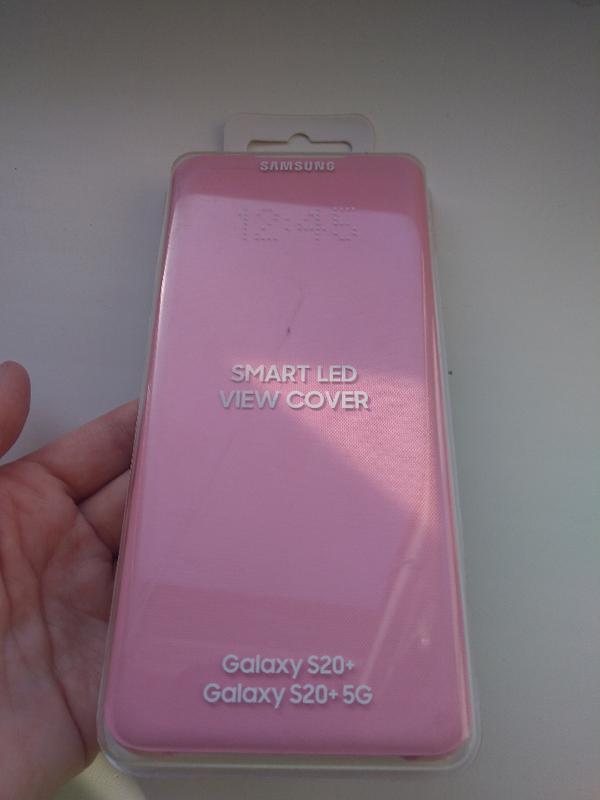 SAMSUNG
12:45
SMART LED
VIEW COVER
Galaxy S20+
Galaxy S20+ 5G